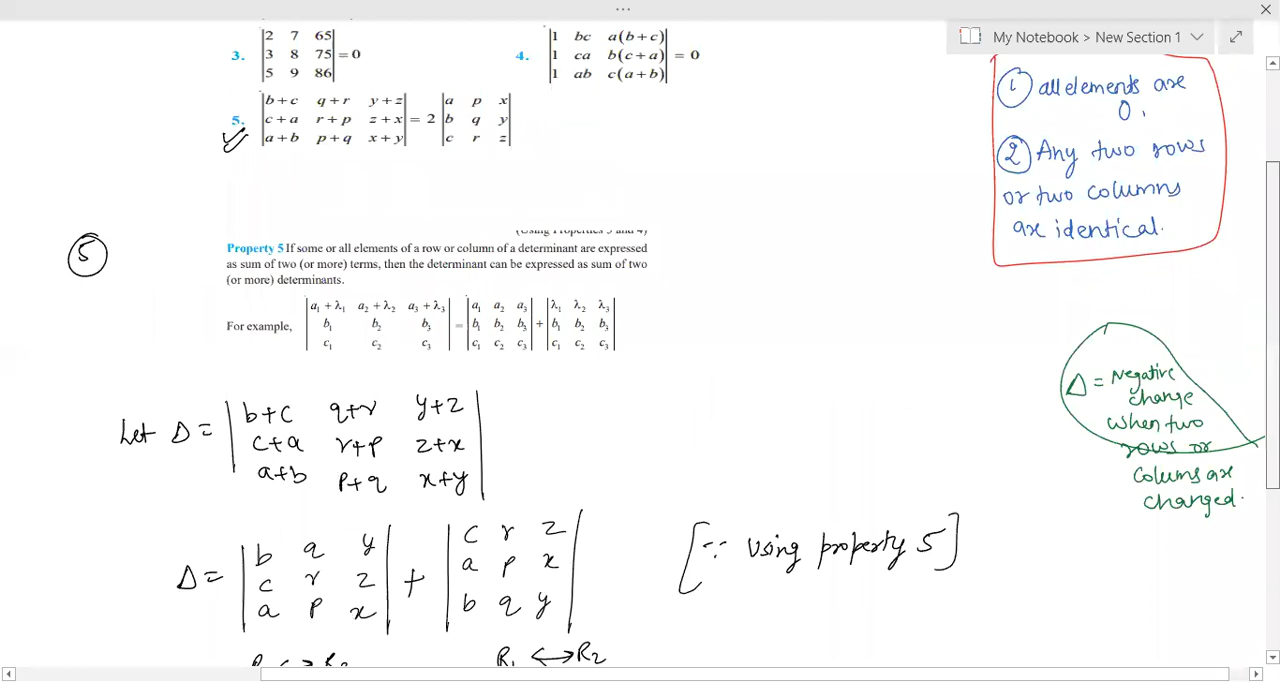 My Notebook > New Section 1
3. |2 7 65|
|3 8 75| = 0
|5 9 86|
4. |1 bc a(b+c)|
|1 ca b(c+a)| = 0
|1 ab c(a+b)|
5. |b+c q+r y+z| |a p x|
|c+a r+p z+x| = 2 |b q y|
|a+b p+q x+y| |c r z|
① all elements are
0,
② Any two rows
or two columns
are identical.
⑤
(Using Properties 3 and 4)
Property 5 If some or all elements of a row or column of a determinant are expressed
as sum of two (or more) terms, then the determinant can be expressed as sum of two
(or more) determinants.
|a₁ + λ₁ a₂ + λ₂ a₃ + λ₃| |a₁ a₂ a₃| |λ₁ λ₂ λ₃|
For example, |b₁ b₂ b₃| = |b₁ b₂ b₃| + |b₁ b₂ b₃|
|c₁ c₂ c₃| |c₁ c₂ c₃| |c₁ c₂ c₃|
Δ = Negative
change
when two
rows or
colums are
changed.
|b+c q+r y+z|
Let Δ = |c+a r+p z+x|
|a+b p+q x+y|
|b q y| |c r z|
Δ = |c r z| + |a p x| [∵ using property 5]
|a p x| |b q y|
R₁ ↔ R₂